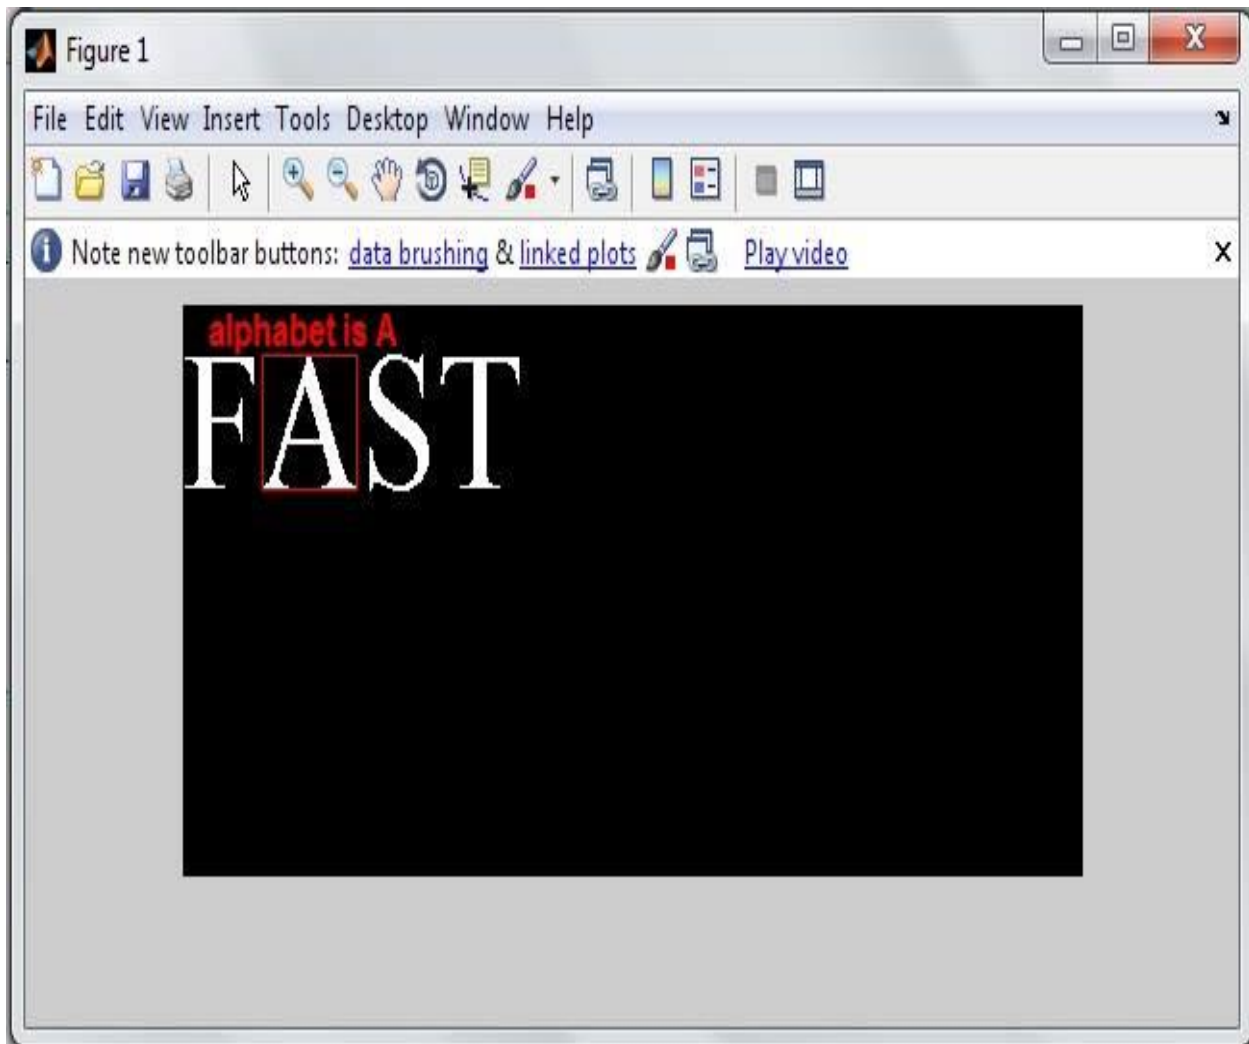 Figure 1
File Edit View Insert Tools Desktop Window Help
Note new toolbar buttons: data brushing & linked plots Play video
alphabet is A
FAST